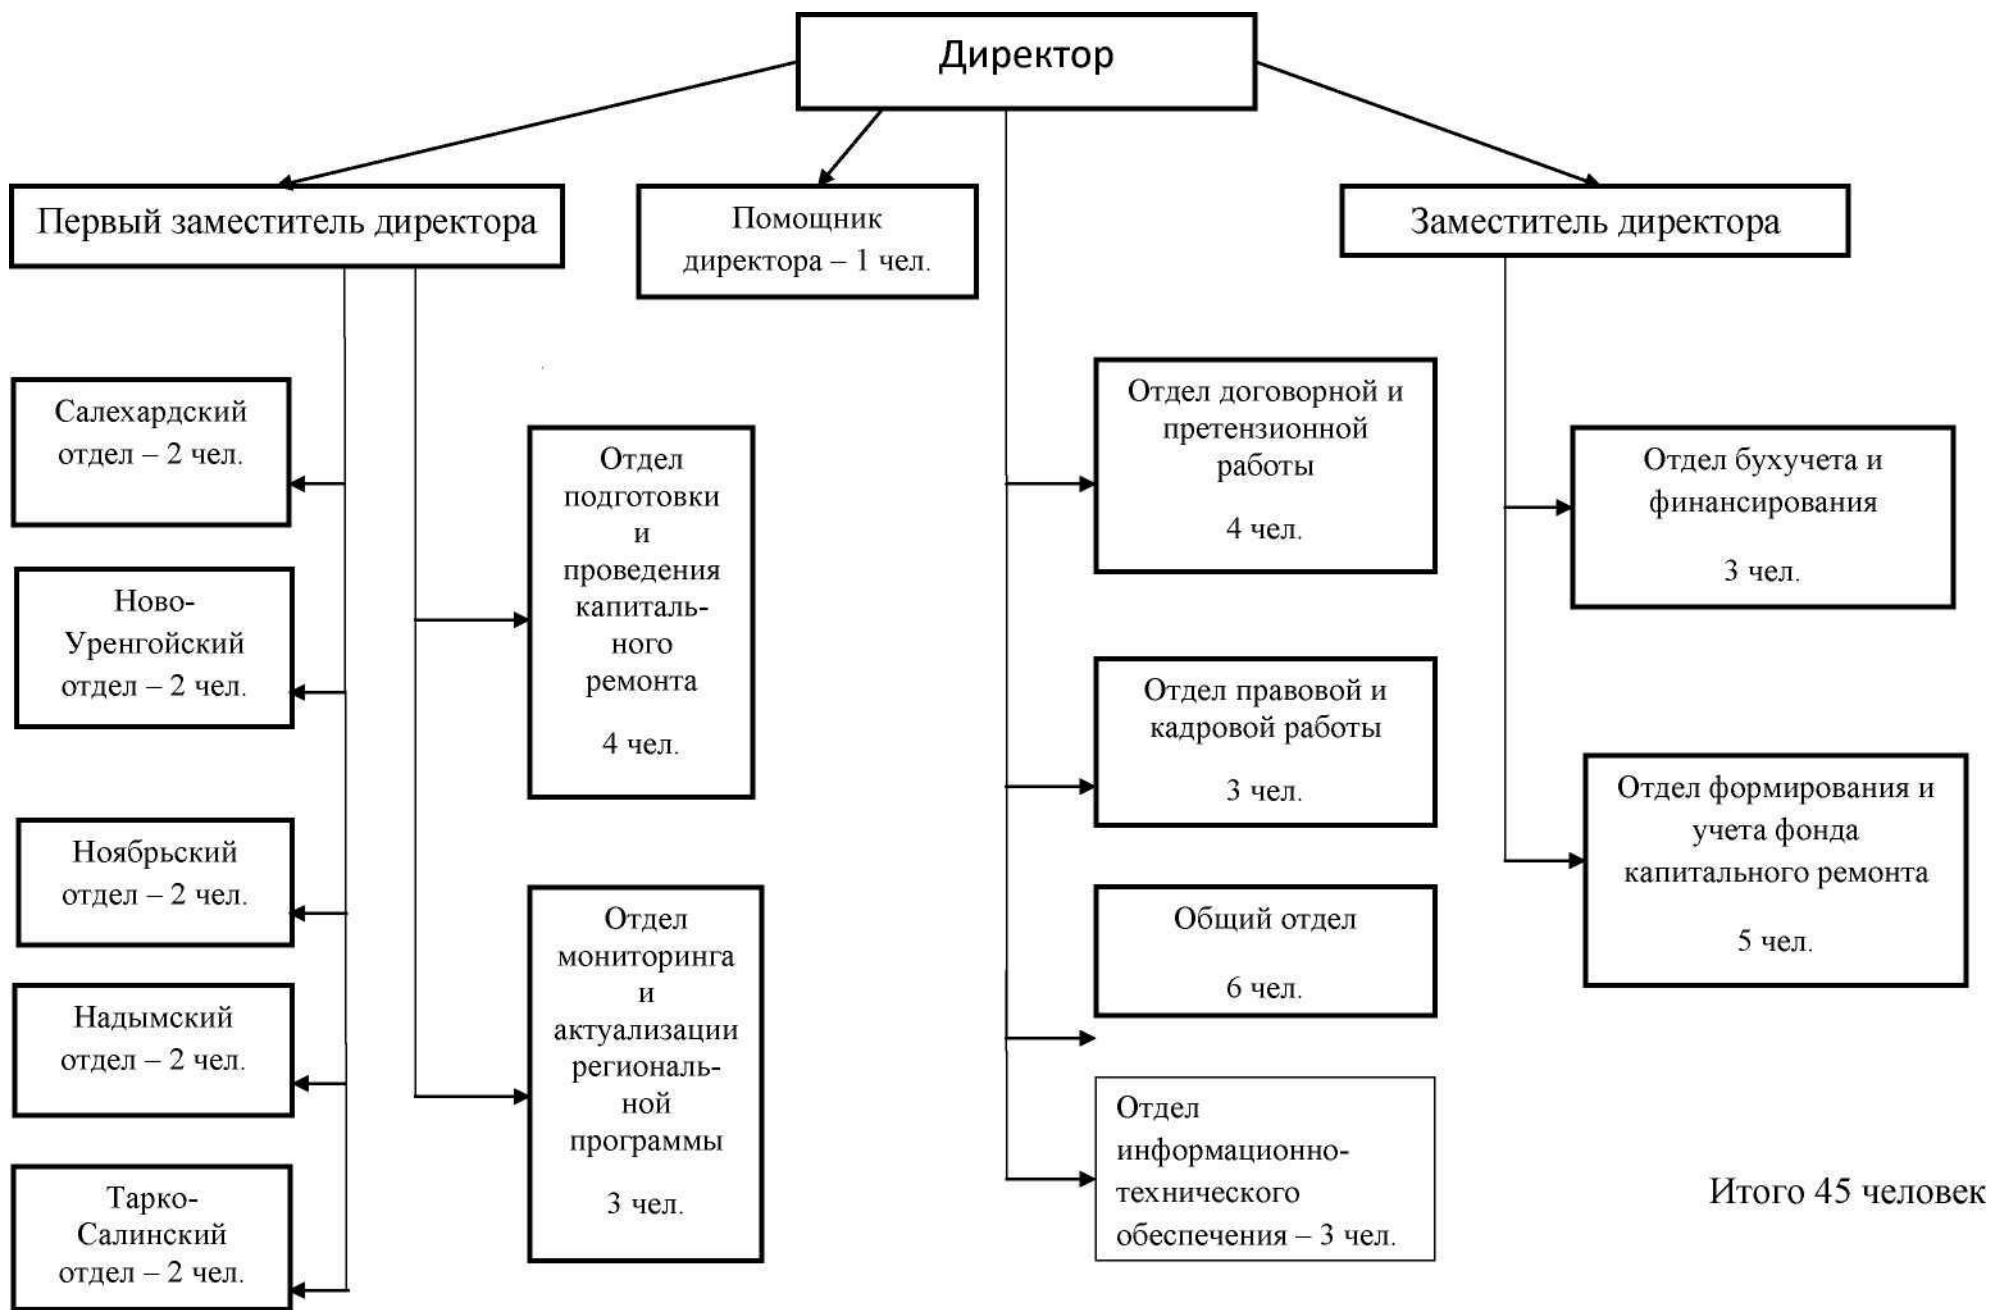 Директор
Первый заместитель директора
Помощник
директора – 1 чел.
Заместитель директора
Салехардский
отдел – 2 чел.
Ново-
Уренгойский
отдел – 2 чел.
Ноябрьский
отдел – 2 чел.
Надымский
отдел – 2 чел.
Тарко-
Салинский
отдел – 2 чел.
Отдел
подготовки
и
проведения
капиталь-
ного
ремонта
4 чел.
Отдел
мониторинга
и
актуализации
региональ-
ной
программы
3 чел.
Отдел договорной и
претензионной
работы
4 чел.
Отдел правовой и
кадровой работы
3 чел.
Общий отдел
6 чел.
Отдел
информационно-
технического
обеспечения – 3 чел.
Отдел бухучета и
финансирования
3 чел.
Отдел формирования и
учета фонда
капитального ремонта
5 чел.
Итого 45 человек